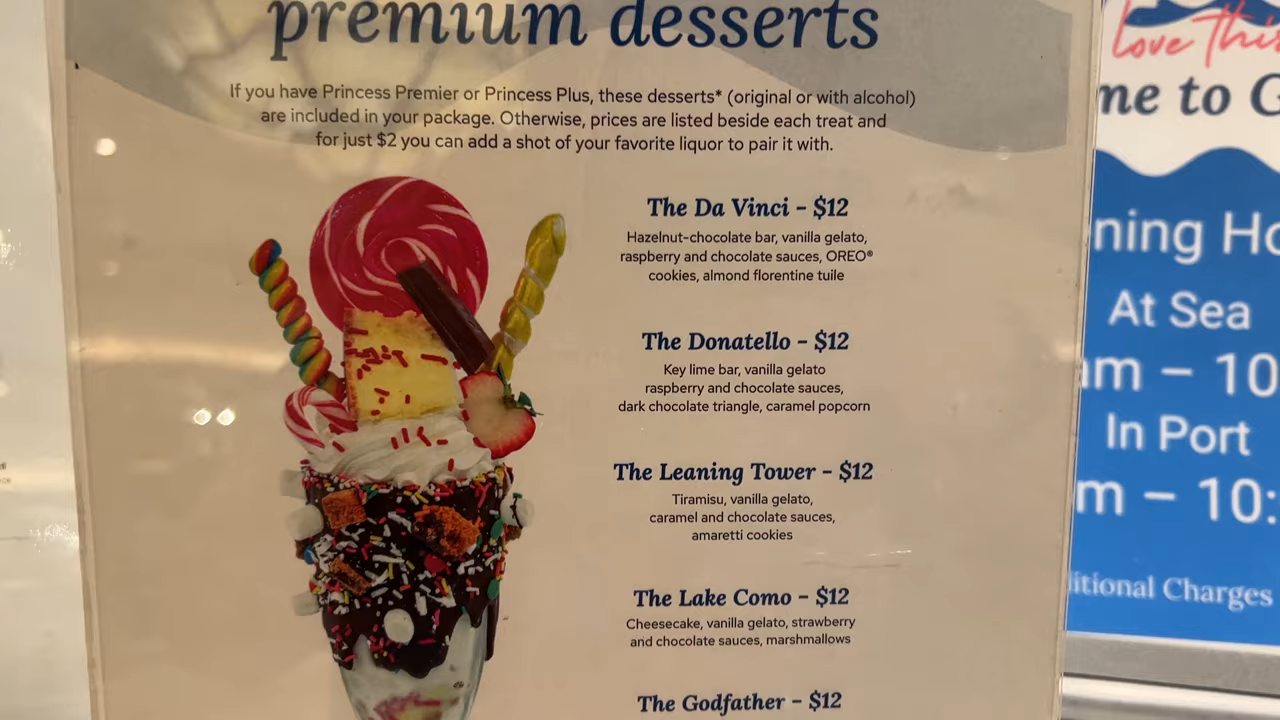 premium desserts
If you have Princess Premier or Princess Plus, these desserts* (original or with alcohol)
are included in your package. Otherwise, prices are listed beside each treat and
for just $2 you can add a shot of your favorite liquor to pair it with.
The Da Vinci - $12
Hazelnut-chocolate bar, vanilla gelato,
raspberry and chocolate sauces, OREO®
cookies, almond florentine tuile
The Donatello - $12
Key lime bar, vanilla gelato
raspberry and chocolate sauces,
dark chocolate triangle, caramel popcorn
The Leaning Tower - $12
Tiramisu, vanilla gelato,
caramel and chocolate sauces,
amaretti cookies
The Lake Como - $12
Cheesecake, vanilla gelato, strawberry
and chocolate sauces, marshmallows
The Godfather - $12
love this
me to G
ning Ho
At Sea
am – 10
In Port
m – 10:
ditional Charges